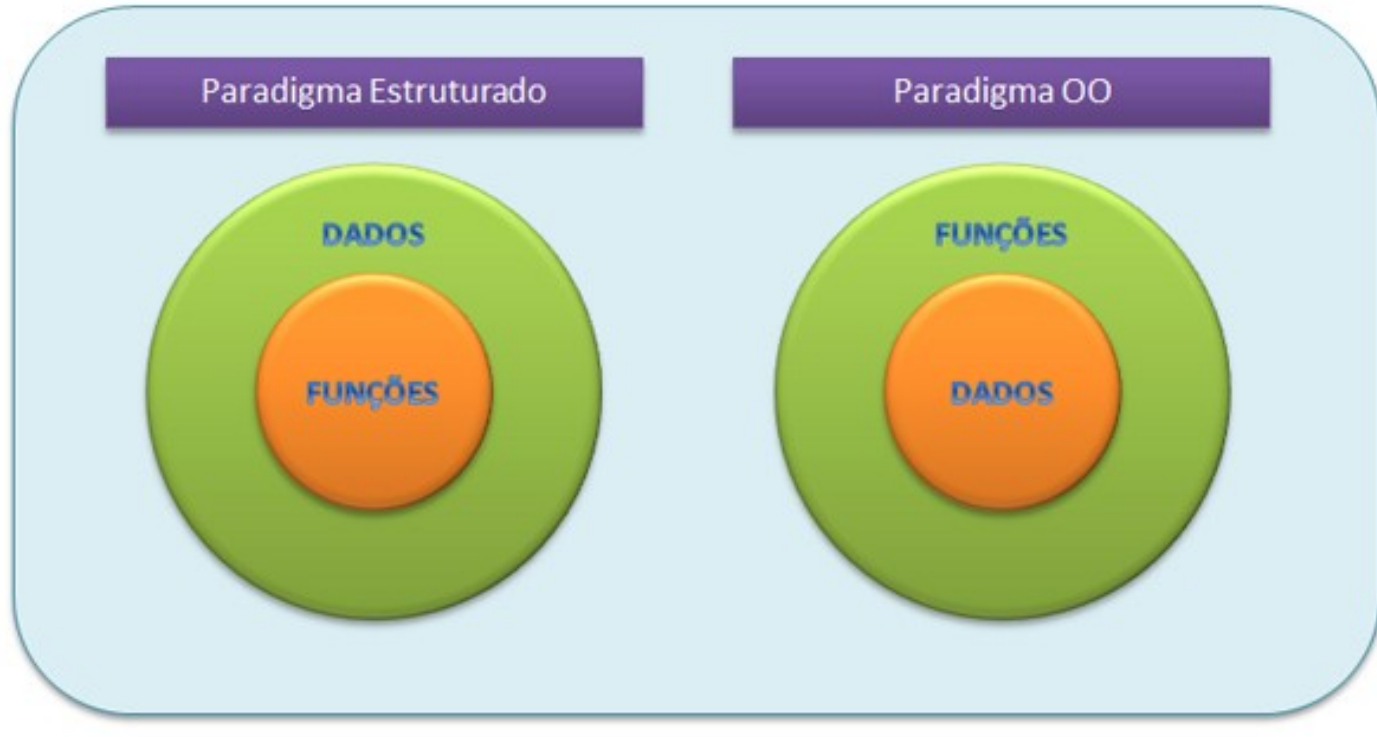 Paradigma Estruturado
Paradigma OO
DADOS
FUNÇÕES
FUNÇÕES
DADOS